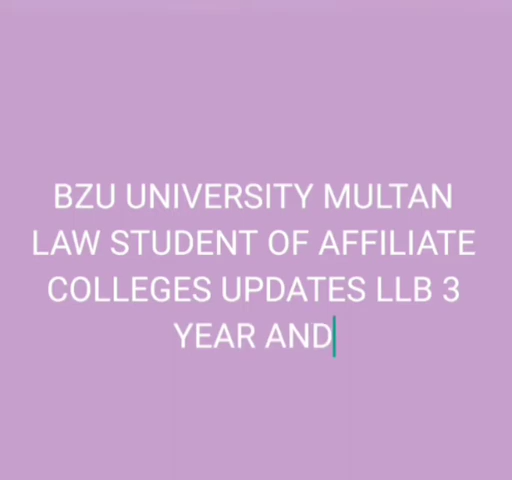 BZU UNIVERSITY MULTAN
LAW STUDENT OF AFFILIATE
COLLEGES UPDATES LLB 3
YEAR AND